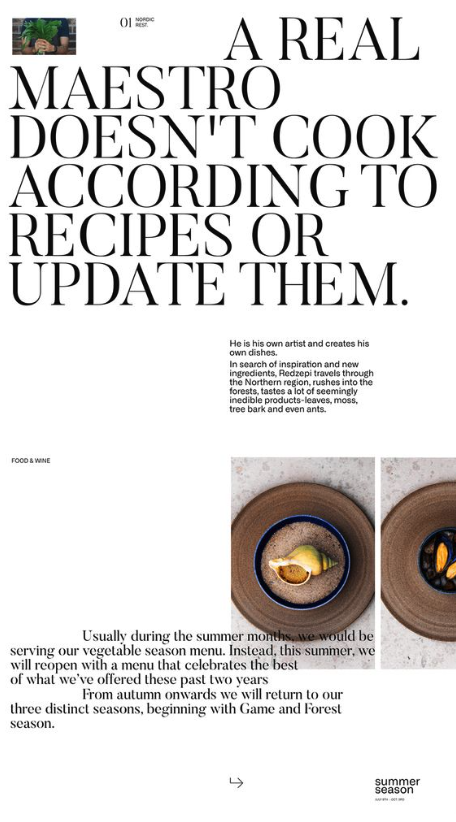 01 NORDIC
REST.
A REAL
MAESTRO
DOESN'T COOK
ACCORDING TO
RECIPES OR
UPDATE THEM.
He is his own artist and creates his
own dishes.
In search of inspiration and new
ingredients, Redzepi travels through
the Northern region, rushes into the
forests, tastes a lot of seemingly
inedible products-leaves, moss,
tree bark and even ants.
FOOD & WINE
Usually during the summer months, we would be
serving our vegetable season menu. Instead, this summer, we
will reopen with a menu that celebrates the best
of what we've offered these past two years
From autumn onwards we will return to our
three distinct seasons, beginning with Game and Forest
season.
summer
season